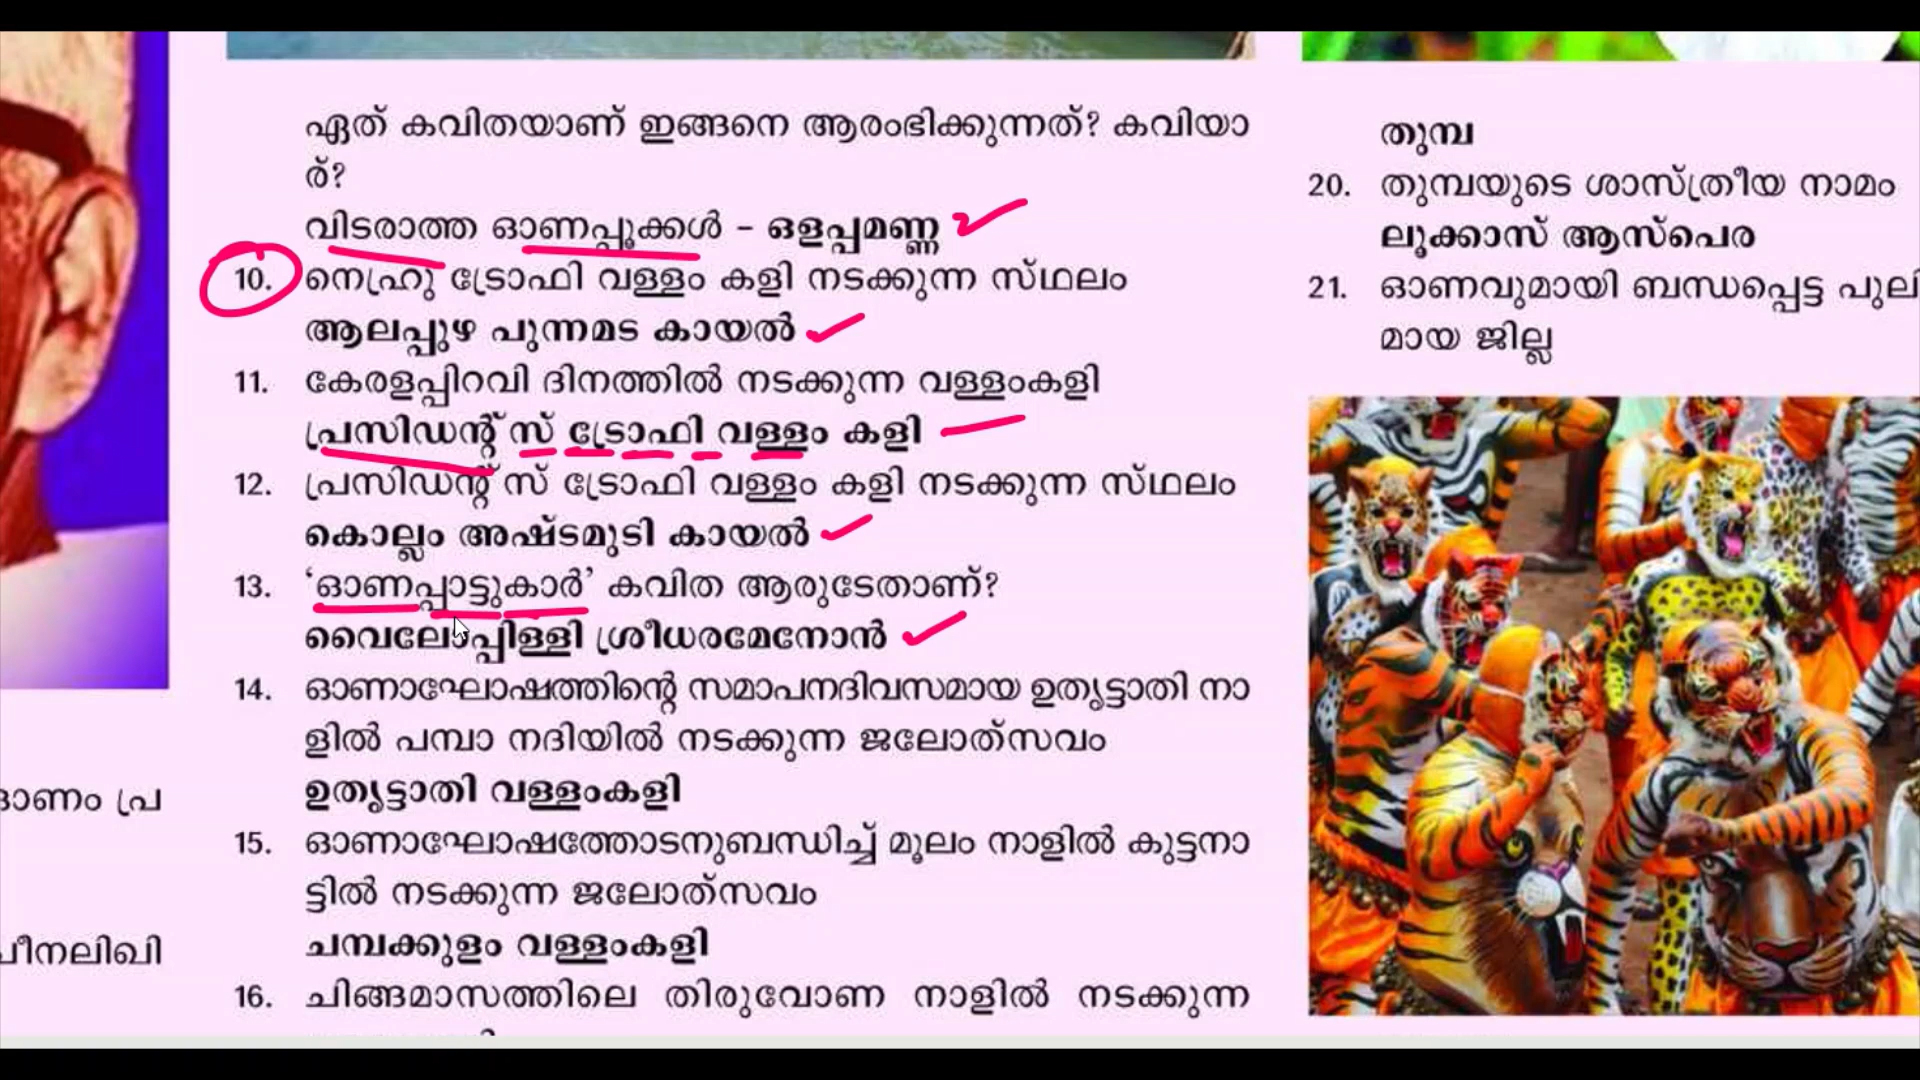 ഏത് കവിതയാണ് ഇങ്ങനെ ആരംഭിക്കുന്നത്? കവിയാ
ര്?
വിടരാത്ത ഓണപ്പൂക്കൾ – ഒളപ്പമണ്ണ
10. നെഹ്രു ട്രോഫി വള്ളം കളി നടക്കുന്ന സ്ഥലം
ആലപ്പുഴ പുന്നമട കായൽ
11. കേരളപ്പിറവി ദിനത്തിൽ നടക്കുന്ന വള്ളംകളി
പ്രസിഡന്റ് സ് ട്രോഫി വള്ളം കളി
12. പ്രസിഡന്റ് സ് ട്രോഫി വള്ളം കളി നടക്കുന്ന സ്ഥലം
കൊല്ലം അഷ്ടമുടി കായൽ
13. ‘ഓണപ്പാട്ടുകാർ’ കവിത ആരുടേതാണ്?
വൈലോപ്പിള്ളി ശ്രീധരമേനോൻ
14. ഓണാഘോഷത്തിന്റെ സമാപനദിവസമായ ഉതൃട്ടാതി നാ
ളിൽ പമ്പാ നദിയിൽ നടക്കുന്ന ജലോത്സവം
ഉതൃട്ടാതി വള്ളംകളി
15. ഓണാഘോഷത്തോടനുബന്ധിച്ച് മൂലം നാളിൽ കുട്ടനാ
ട്ടിൽ നടക്കുന്ന ജലോത്സവം
ചമ്പക്കുളം വള്ളംകളി
16. ചിങ്ങമാസത്തിലെ തിരുവോണ നാളിൽ നടക്കുന്ന
തുമ്പ
20. തുമ്പയുടെ ശാസ്ത്രീയ നാമം
ലൂക്കാസ് ആസ്പെര
21. ഓണവുമായി ബന്ധപ്പെട്ട പുലി
മായ ജില്ല